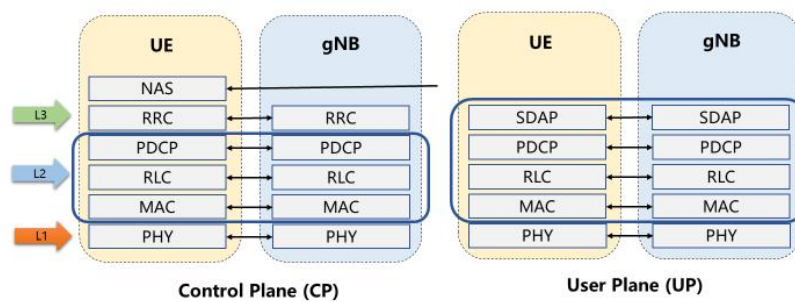 UE gNB UE gNB
NAS
L3 RRC RRC SDAP SDAP
PDCP PDCP PDCP PDCP
L2 RLC RLC RLC RLC
MAC MAC MAC MAC
L1 PHY PHY PHY PHY
Control Plane (CP) User Plane (UP)